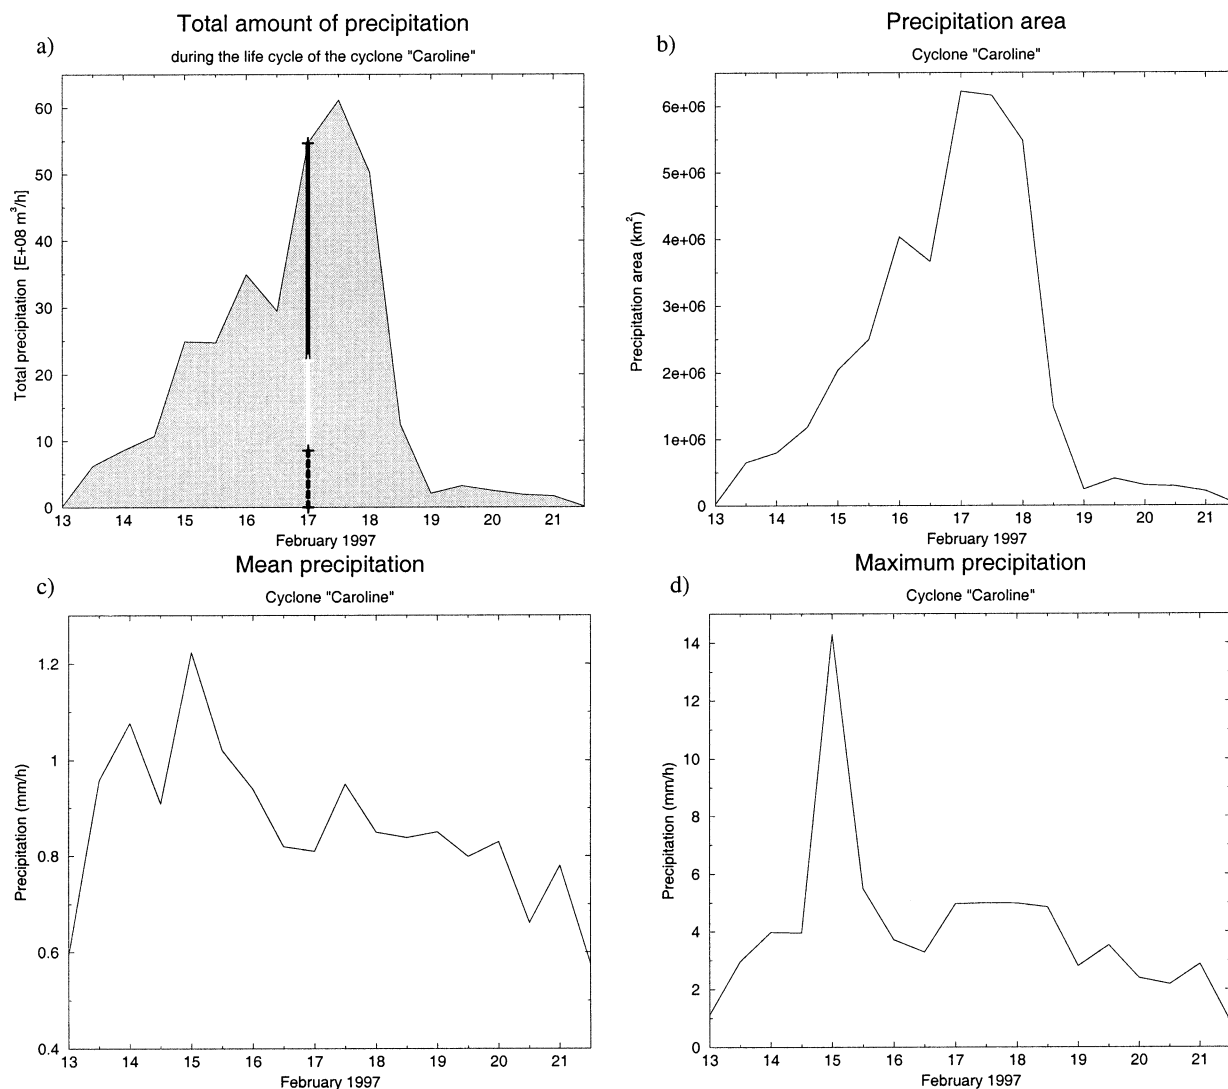 a)
Total amount of precipitation
during the life cycle of the cyclone "Caroline"
Total precipitation [E+08 m³/h]
60
50
40
30
20
10
0
13 14 15 16 17 18 19 20 21
February 1997
b)
Precipitation area
Cyclone "Caroline"
Precipitation area (km²)
6e+06
5e+06
4e+06
3e+06
2e+06
1e+06
0
13 14 15 16 17 18 19 20 21
February 1997
c)
Mean precipitation
Cyclone "Caroline"
Precipitation (mm/h)
1.2
1
0.8
0.6
0.4
13 14 15 16 17 18 19 20 21
February 1997
d)
Maximum precipitation
Cyclone "Caroline"
Precipitation (mm/h)
14
12
10
8
6
4
2
0
13 14 15 16 17 18 19 20 21
February 1997